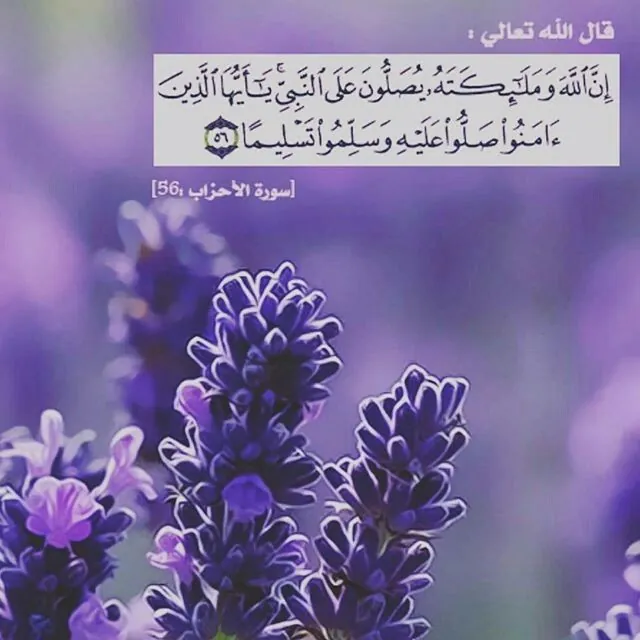 قال الله تعالي :
إِنَّ ٱللَّهَ وَمَلَـٰٓئِكَتَهُۥ يُصَلُّونَ عَلَى ٱلنَّبِيِّ ۚ يَـٰٓأَيُّهَا ٱلَّذِينَ
ءَامَنُوا۟ صَلُّوا۟ عَلَيْهِ وَسَلِّمُوا۟ تَسْلِيمًا ٥٦
[سورة الأحزاب :56]